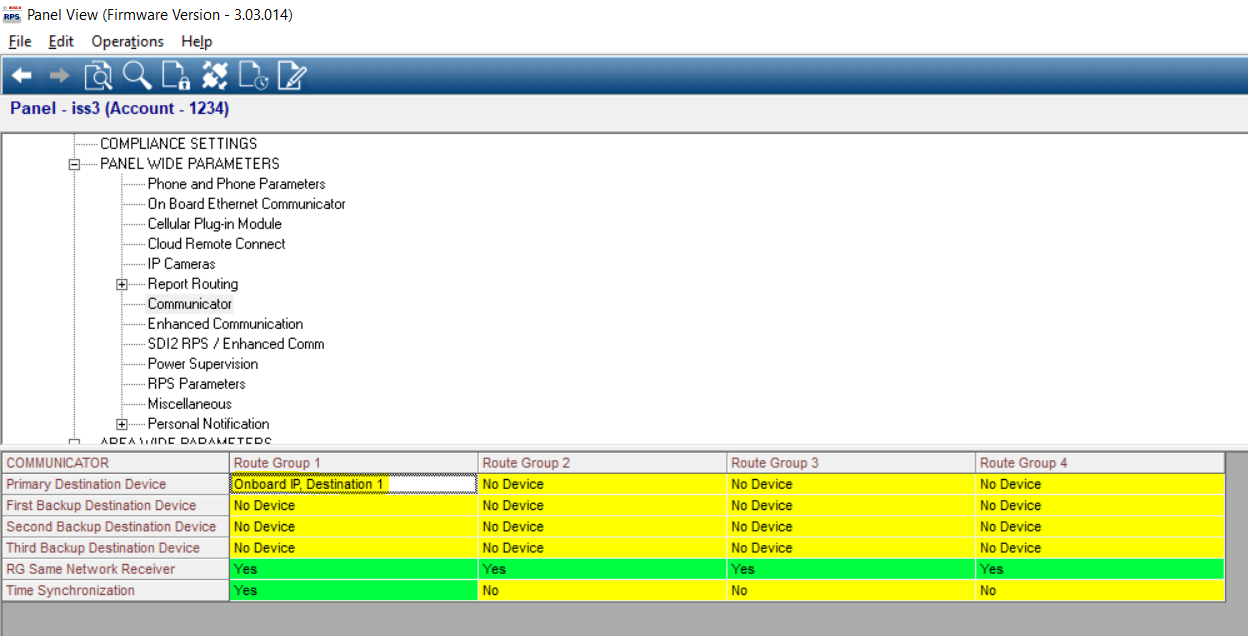 BOSCH
RPS Panel View (Firmware Version - 3.03.014)
File Edit Operations Help
Panel - iss3 (Account - 1234)
COMPLIANCE SETTINGS
PANEL WIDE PARAMETERS
Phone and Phone Parameters
On Board Ethernet Communicator
Cellular Plug-in Module
Cloud Remote Connect
IP Cameras
Report Routing
Communicator
Enhanced Communication
SDI2 RPS / Enhanced Comm
Power Supervision
RPS Parameters
Miscellaneous
Personal Notification
AREA WIDE PARAMETERS
COMMUNICATOR Route Group 1 Route Group 2 Route Group 3 Route Group 4
Primary Destination Device Onboard IP, Destination 1 No Device No Device No Device
First Backup Destination Device No Device No Device No Device No Device
Second Backup Destination Device No Device No Device No Device No Device
Third Backup Destination Device No Device No Device No Device No Device
RG Same Network Receiver Yes Yes Yes Yes
Time Synchronization Yes No No No